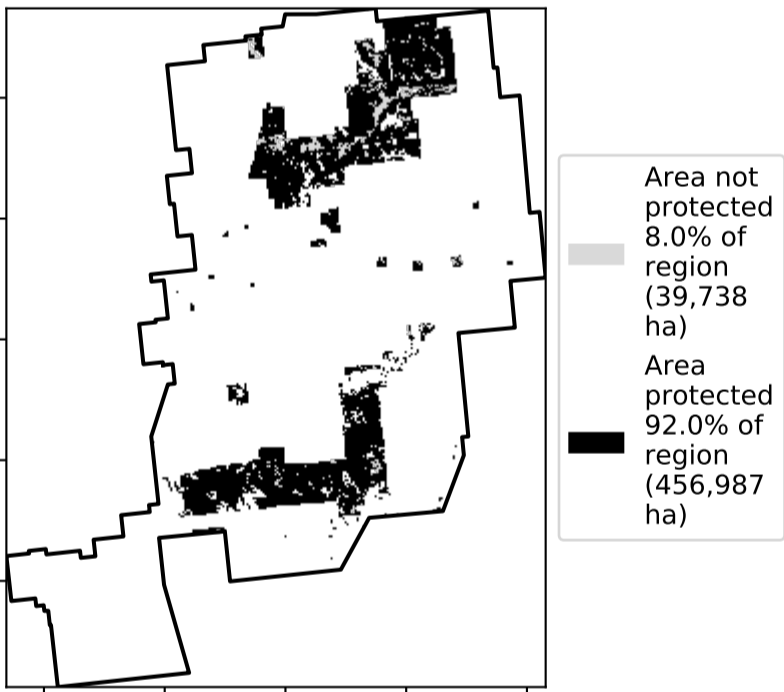 Area not
protected
8.0% of
region
(39,738
ha)
Area
protected
92.0% of
region
(456,987
ha)